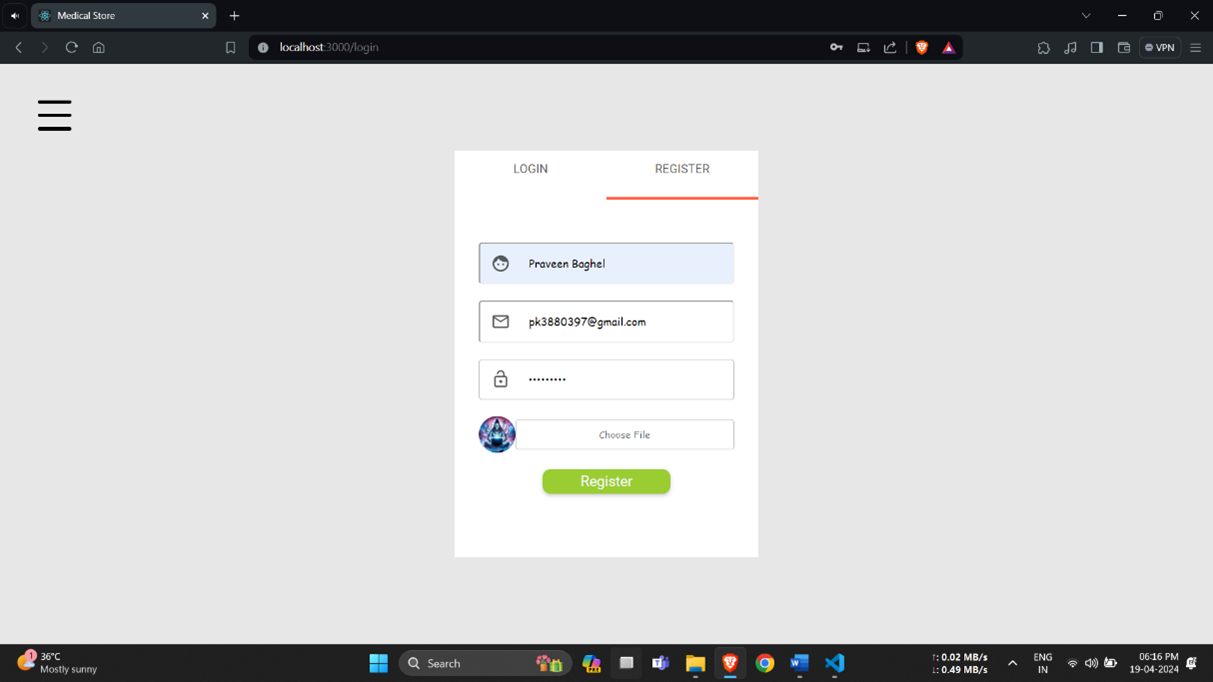 Medical Store
localhost:3000/login
VPN
LOGIN REGISTER
Praveen Baghel
pk3880397@gmail.com
•••••••••
Choose File
Register
1
36°C
Mostly sunny
Search
↑: 0.02 MB/s
↓: 0.49 MB/s
ENG
IN
06:16 PM
19-04-2024